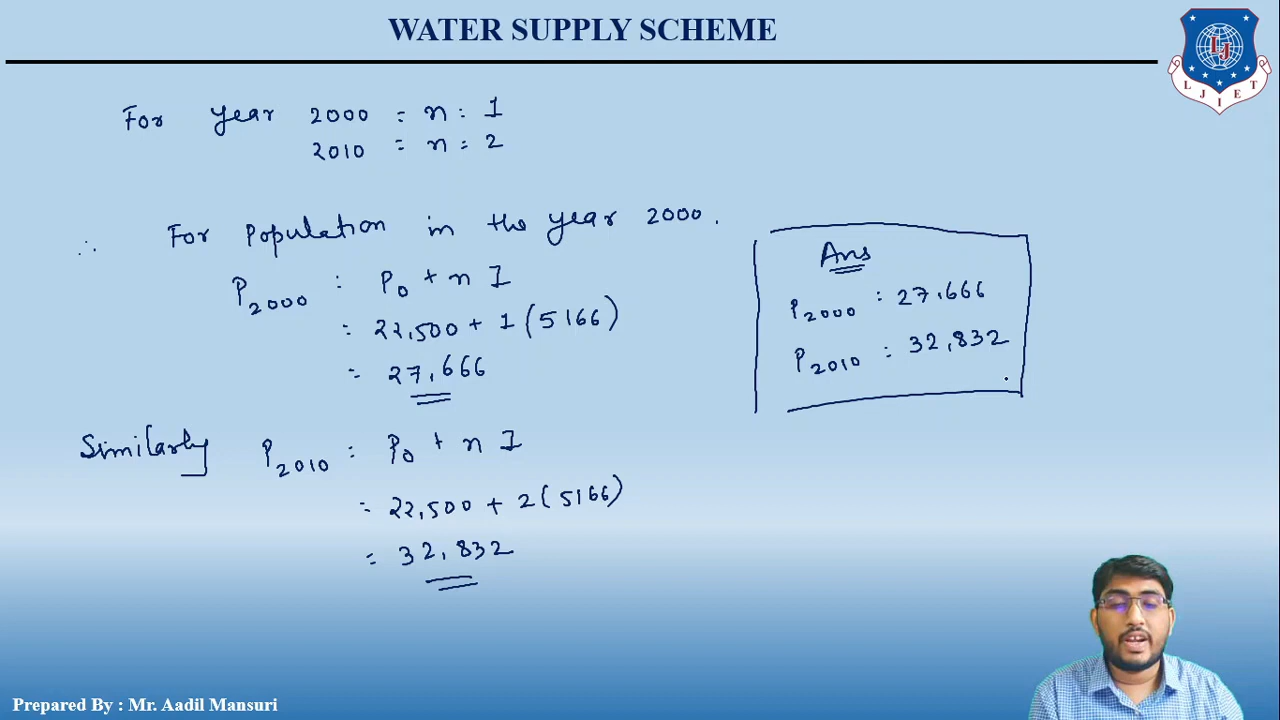 WATER SUPPLY SCHEME
LJ
L J I E T
For year 2000 = n = 1
2010 = n = 2
∴ For Population in the year 2000.
P2000 = P0 + n I
= 22,500 + 1 (5166)
= 27,666
Similarly P2010 = P0 + n I
= 22,500 + 2 (5166)
= 32,832
Ans
P2000 = 27,666
P2010 = 32,832
Prepared By : Mr. Aadil Mansuri